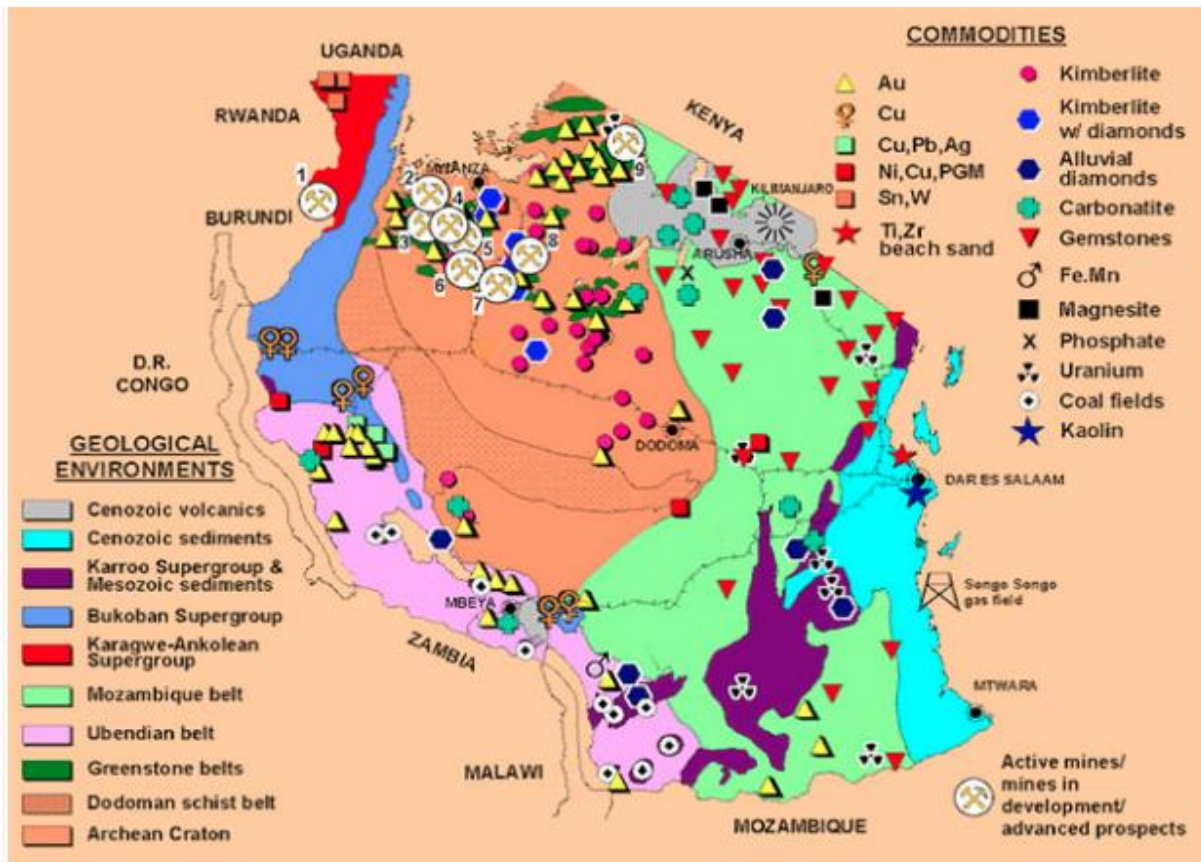 UGANDA
RWANDA
BURUNDI
D.R.
CONGO
KENYA
KILIMANJARO
ARUSHA
DODOMA
DAR ES SALAAM
Songo Songo
gas field
MBEYA
ZAMBIA
MALAWI
MTWARA
MOZAMBIQUE
1
2
4
3
5
6
7
8
9
COMMODITIES
Au
Cu
Cu,Pb,Ag
Ni,Cu,PGM
Sn,W
Ti,Zr
beach sand
Kimberlite
Kimberlite
w/ diamonds
Alluvial
diamonds
Carbonatite
Gemstones
Fe.Mn
Magnesite
Phosphate
Uranium
Coal fields
Kaolin
GEOLOGICAL
ENVIRONMENTS
Cenozoic volcanics
Cenozoic sediments
Karroo Supergroup &
Mesozoic sediments
Bukoban Supergroup
Karagwe-Ankolean
Supergroup
Mozambique belt
Ubendian belt
Greenstone belts
Dodoman schist belt
Archean Craton
Active mines/
mines in
development/
advanced prospects